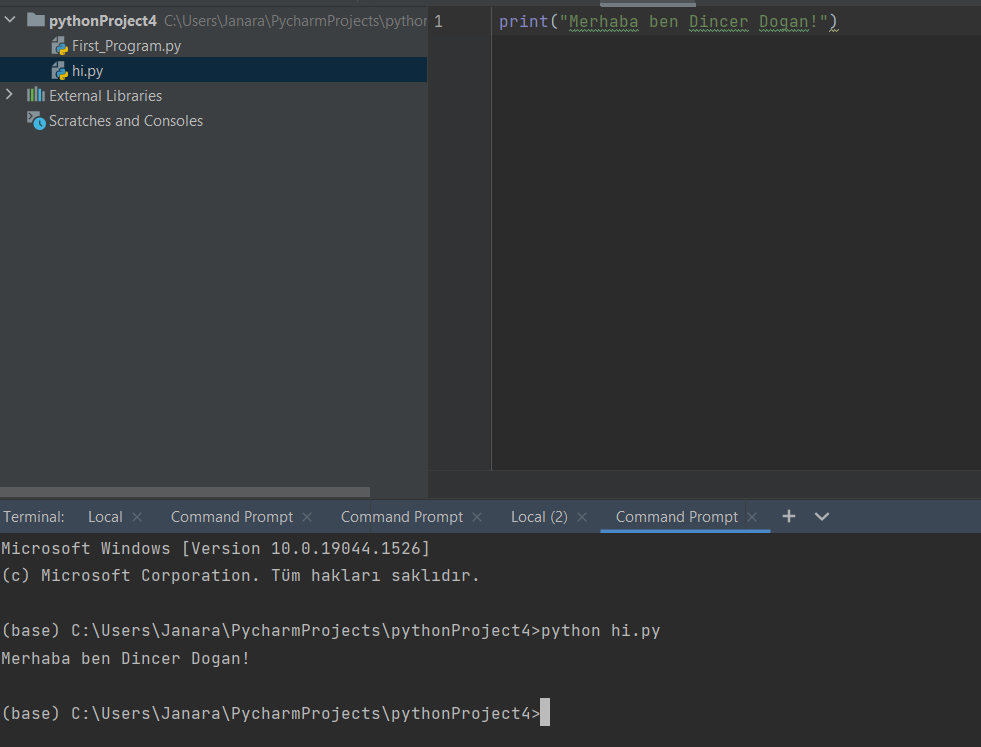 pythonProject4 C:\Users\Janara\PycharmProjects\python
First_Program.py
hi.py
External Libraries
Scratches and Consoles
1 print("Merhaba ben Dincer Dogan!")
Terminal: Local × Command Prompt × Command Prompt × Local (2) × Command Prompt × +
Microsoft Windows [Version 10.0.19044.1526]
(c) Microsoft Corporation. Tüm hakları saklıdır.
(base) C:\Users\Janara\PycharmProjects\pythonProject4>python hi.py
Merhaba ben Dincer Dogan!
(base) C:\Users\Janara\PycharmProjects\pythonProject4>